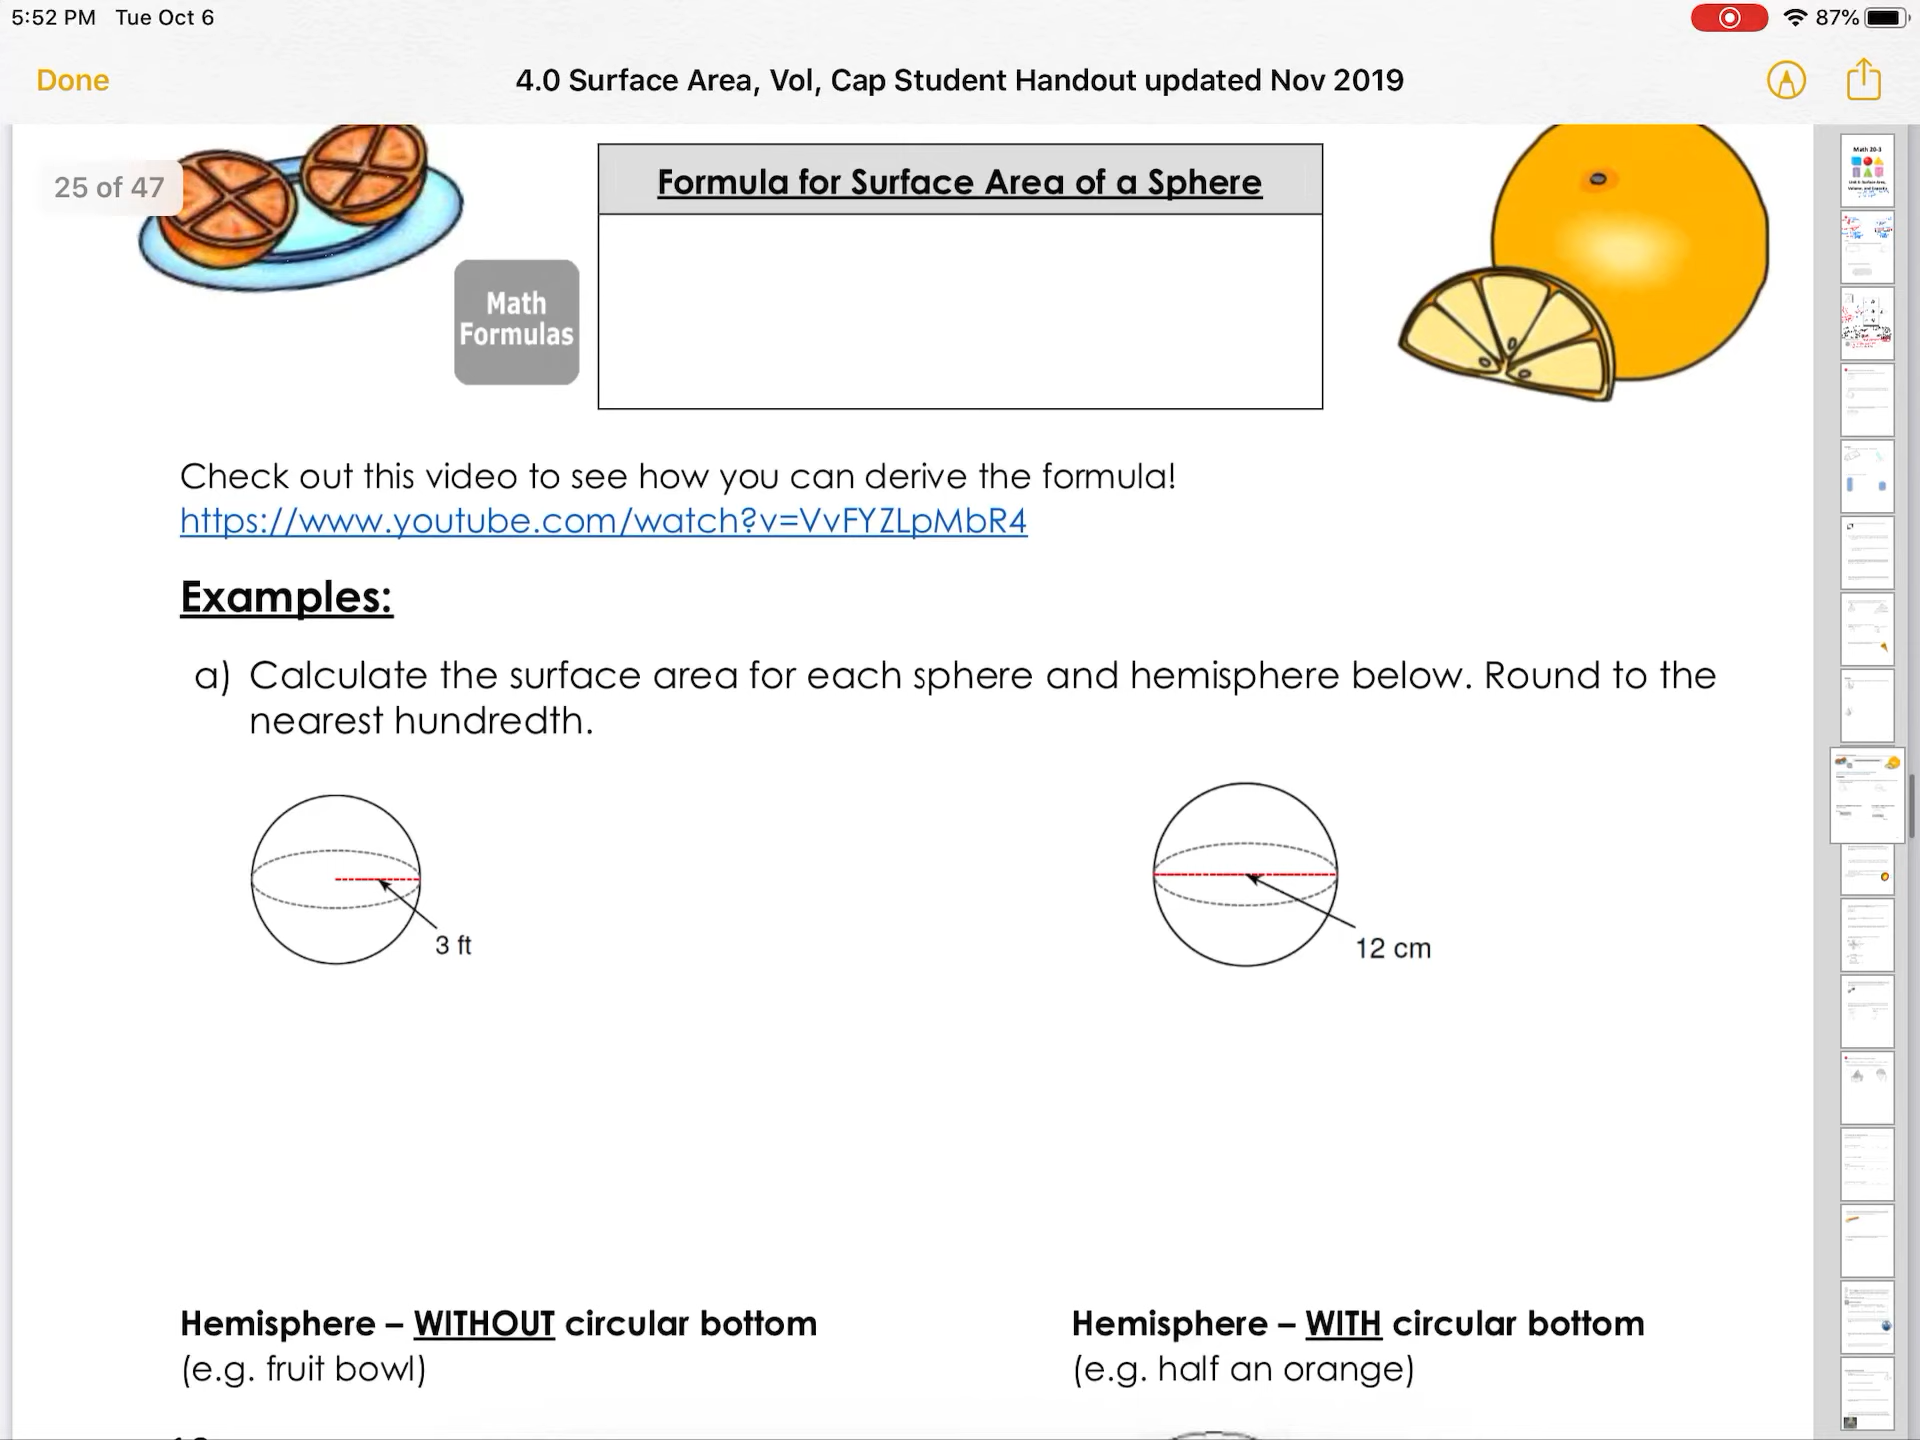 5:52 PM Tue Oct 6
87%
Done
4.0 Surface Area, Vol, Cap Student Handout updated Nov 2019
25 of 47
Formula for Surface Area of a Sphere
Math
Formulas
Check out this video to see how you can derive the formula!
https://www.youtube.com/watch?v=VvFYZLpMbR4
Examples:
a) Calculate the surface area for each sphere and hemisphere below. Round to the
nearest hundredth.
3 ft
12 cm
Hemisphere – WITHOUT circular bottom
(e.g. fruit bowl)
Hemisphere – WITH circular bottom
(e.g. half an orange)
Math 20-3